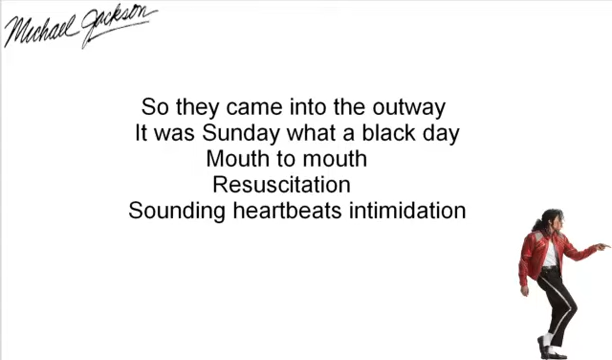 Michael Jackson
So they came into the outway
It was Sunday what a black day
Mouth to mouth
Resuscitation
Sounding heartbeats intimidation